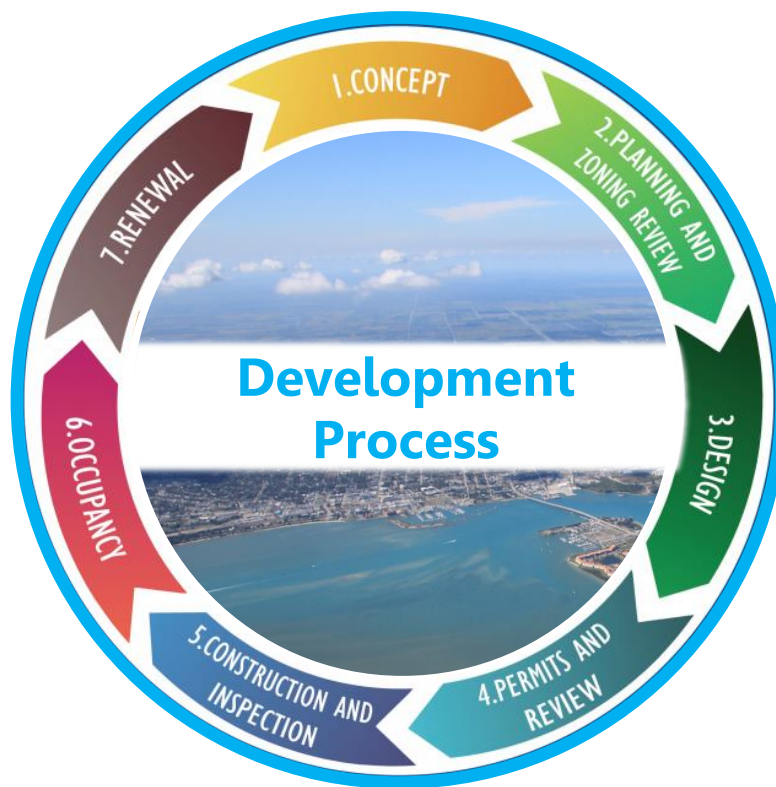 1.CONCEPT
2.PLANNING AND
ZONING REVIEW
3.DESIGN
4.PERMITS AND
REVIEW
5.CONSTRUCTION AND
INSPECTION
6.OCCUPANCY
7.RENEWAL
Development
Process